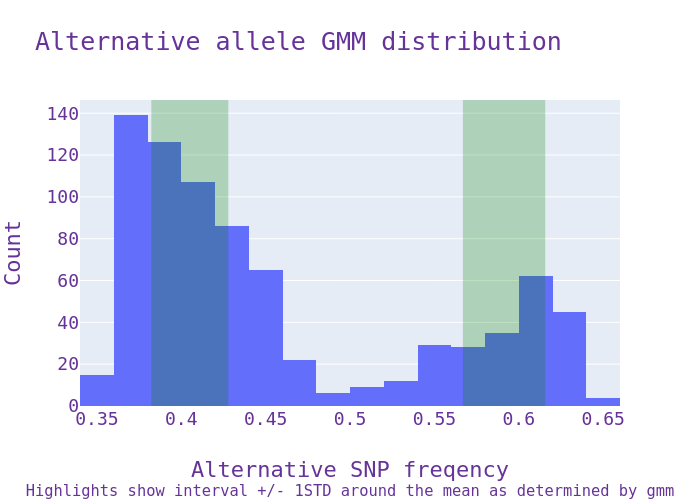 Alternative allele GMM distribution
140
120
100
80
60
40
20
0
Count
0.35 0.4 0.45 0.5 0.55 0.6 0.65
Alternative SNP freqency
Highlights show interval +/- 1STD around the mean as determined by gmm